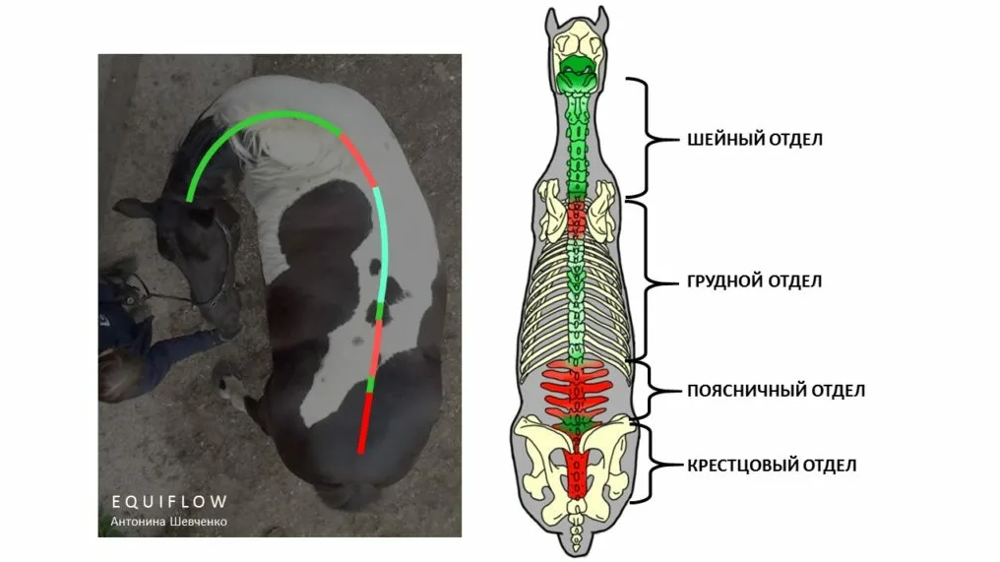 EQUIFLOW
Антонина Шевченко
ШЕЙНЫЙ ОТДЕЛ
ГРУДНОЙ ОТДЕЛ
ПОЯСНИЧНЫЙ ОТДЕЛ
КРЕСТЦОВЫЙ ОТДЕЛ